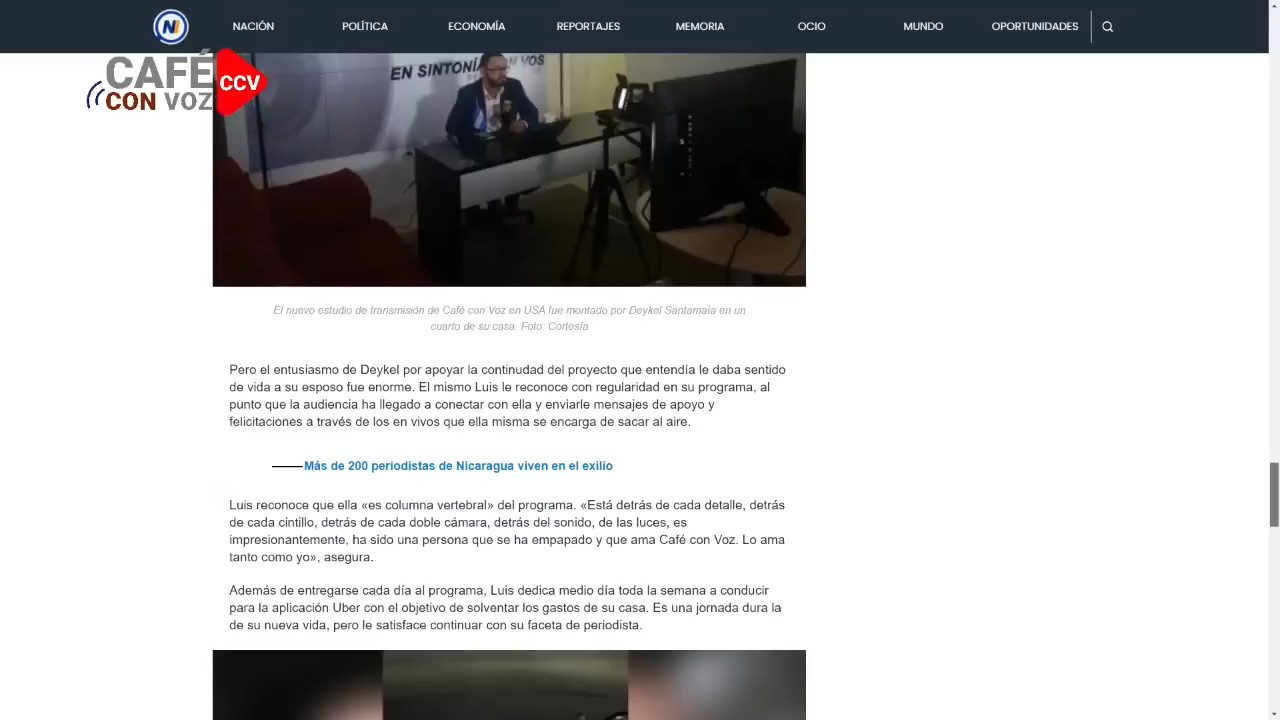 NACIÓN POLÍTICA ECONOMÍA REPORTAJES MEMORIA OCIO MUNDO OPORTUNIDADES
CAFÉ
CON VOZ
CCV
EN SINTONÍA CON VOS
El nuevo estudio de transmisión de Café con Voz en USA fue montado por Deykel Santamaía en un
cuarto de su casa. Foto: Cortesía
Pero el entusiasmo de Deykel por apoyar la continudad del proyecto que entendía le daba sentido
de vida a su esposo fue enorme. El mismo Luis le reconoce con regularidad en su programa, al
punto que la audiencia ha llegado a conectar con ella y enviarle mensajes de apoyo y
felicitaciones a través de los en vivos que ella misma se encarga de sacar al aire.
Más de 200 periodistas de Nicaragua viven en el exilio
Luis reconoce que ella «es columna vertebral» del programa. «Está detrás de cada detalle, detrás
de cada cintillo, detrás de cada doble cámara, detrás del sonido, de las luces, es
impresionantemente, ha sido una persona que se ha empapado y que ama Café con Voz. Lo ama
tanto como yo», asegura.
Además de entregarse cada día al programa, Luis dedica medio día toda la semana a conducir
para la aplicación Uber con el objetivo de solventar los gastos de su casa. Es una jornada dura la
de su nueva vida, pero le satisface continuar con su faceta de periodista.